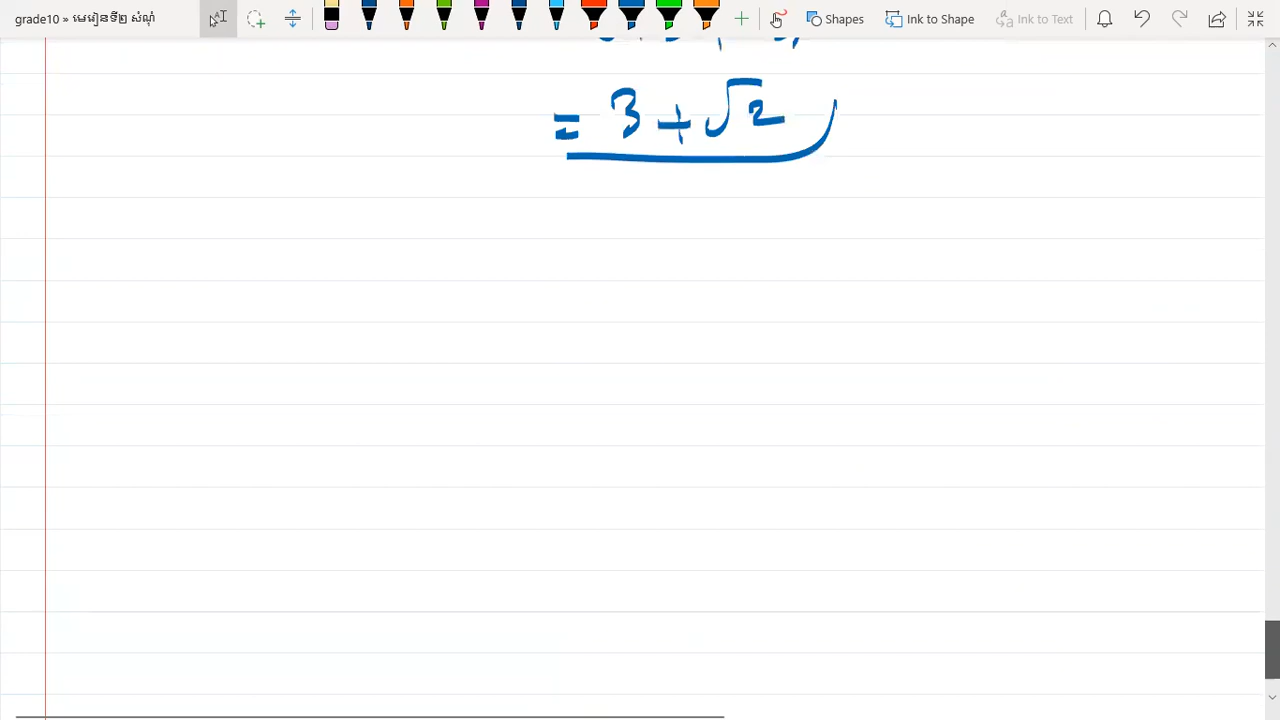 grade10 » មេរៀនទី២ សំណុំ
Shapes
Ink to Shape
Ink to Text
= 3 + √2